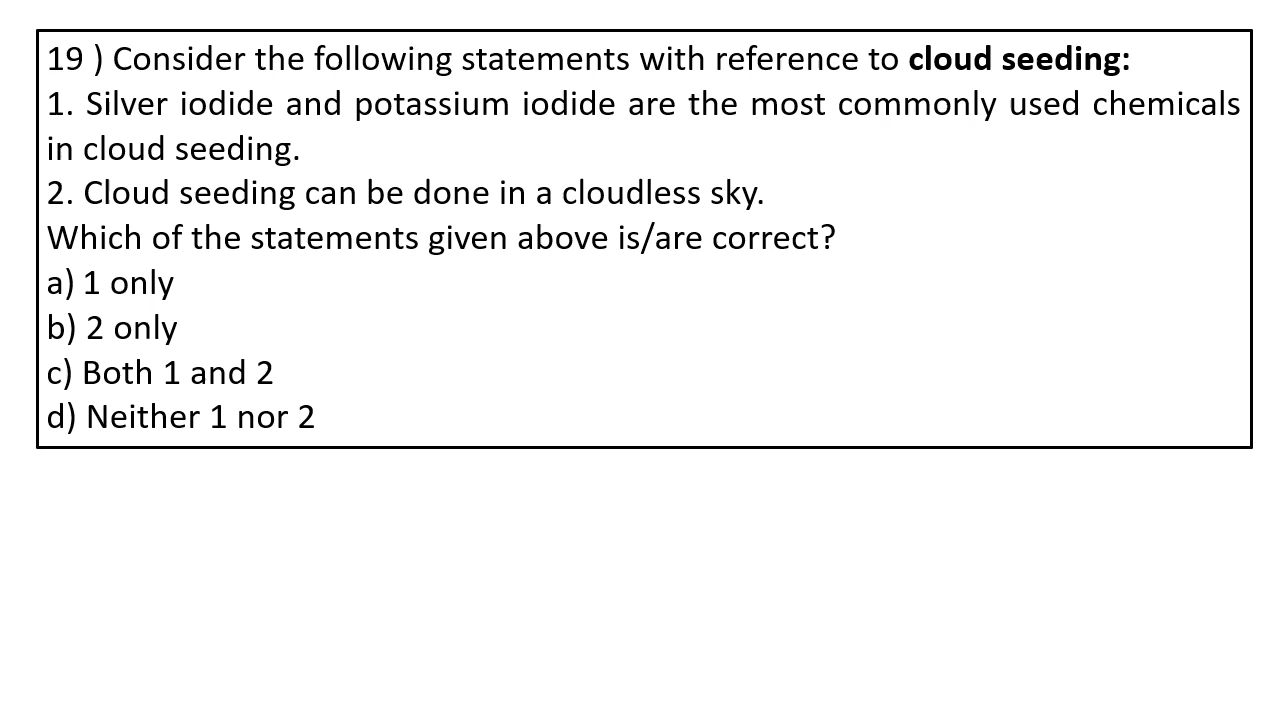 19 ) Consider the following statements with reference to cloud seeding:
1. Silver iodide and potassium iodide are the most commonly used chemicals
in cloud seeding.
2. Cloud seeding can be done in a cloudless sky.
Which of the statements given above is/are correct?
a) 1 only
b) 2 only
c) Both 1 and 2
d) Neither 1 nor 2